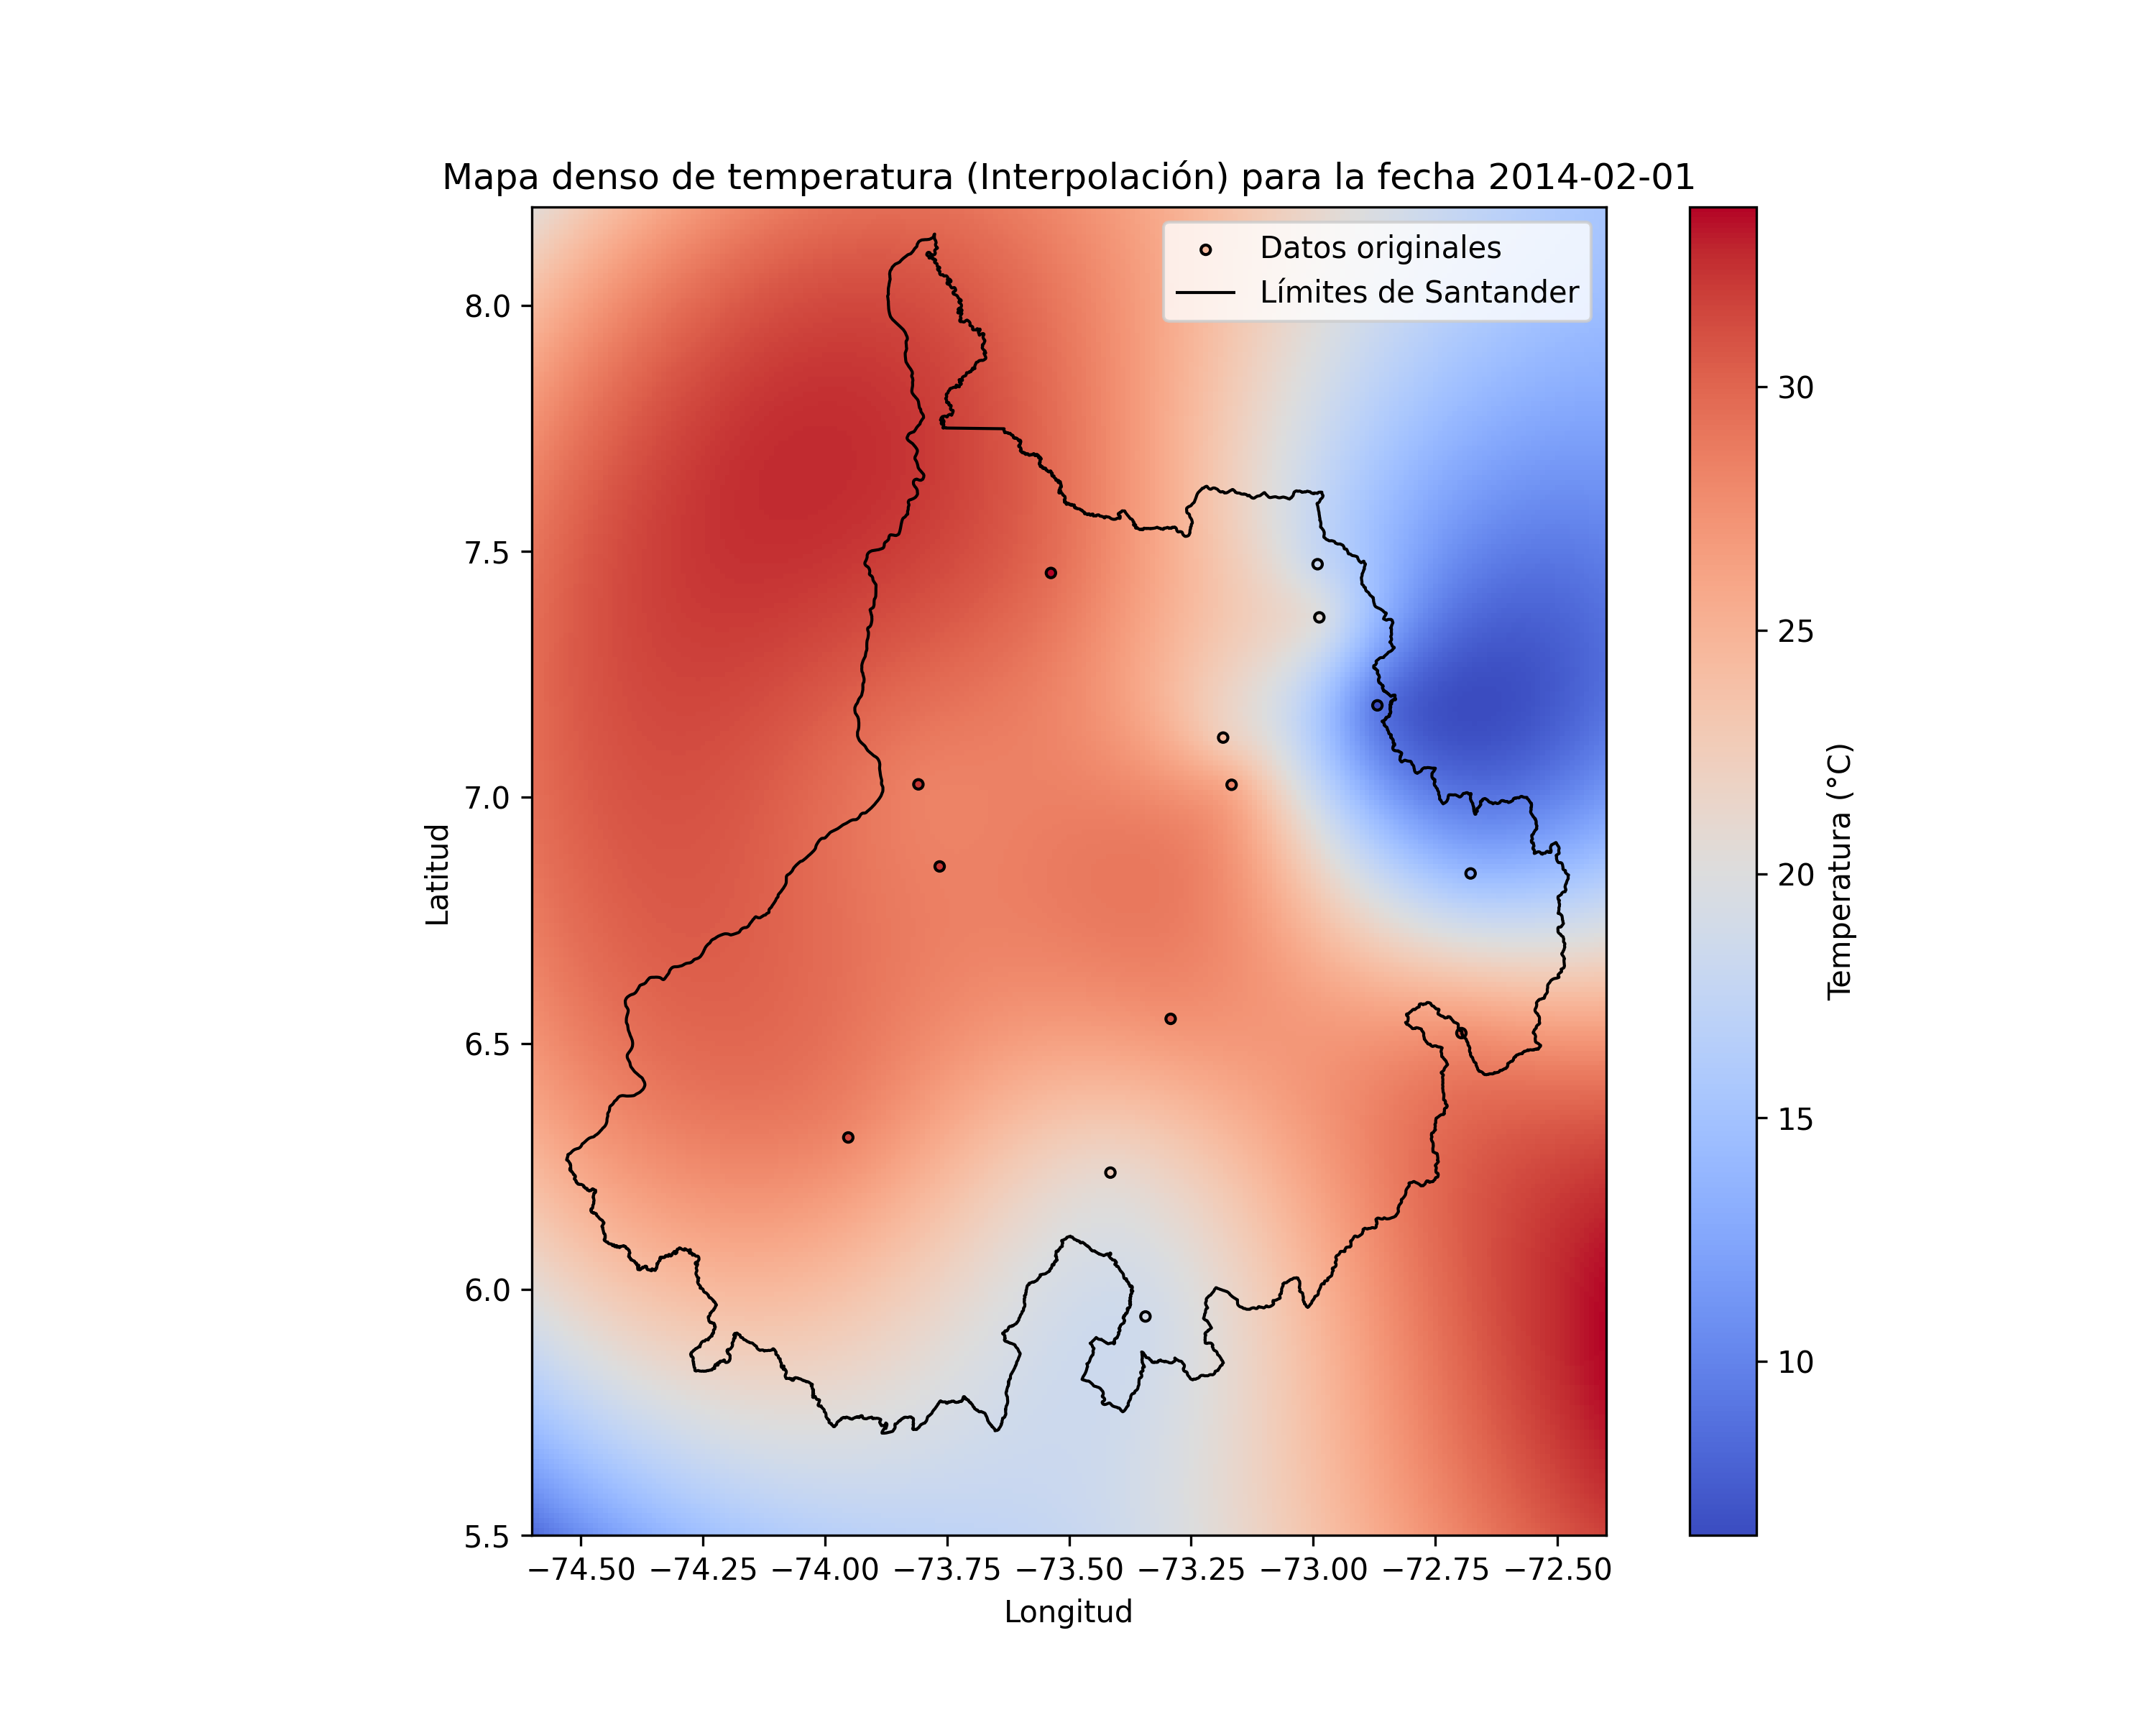 Mapa denso de temperatura (Interpolación) para la fecha 2014-02-01
Datos originales
Límites de Santander
8.0
7.5
7.0
6.5
6.0
5.5
Latitud
−74.50 −74.25 −74.00 −73.75 −73.50 −73.25 −73.00 −72.75 −72.50
Longitud
30
25
20
15
10
Temperatura (°C)